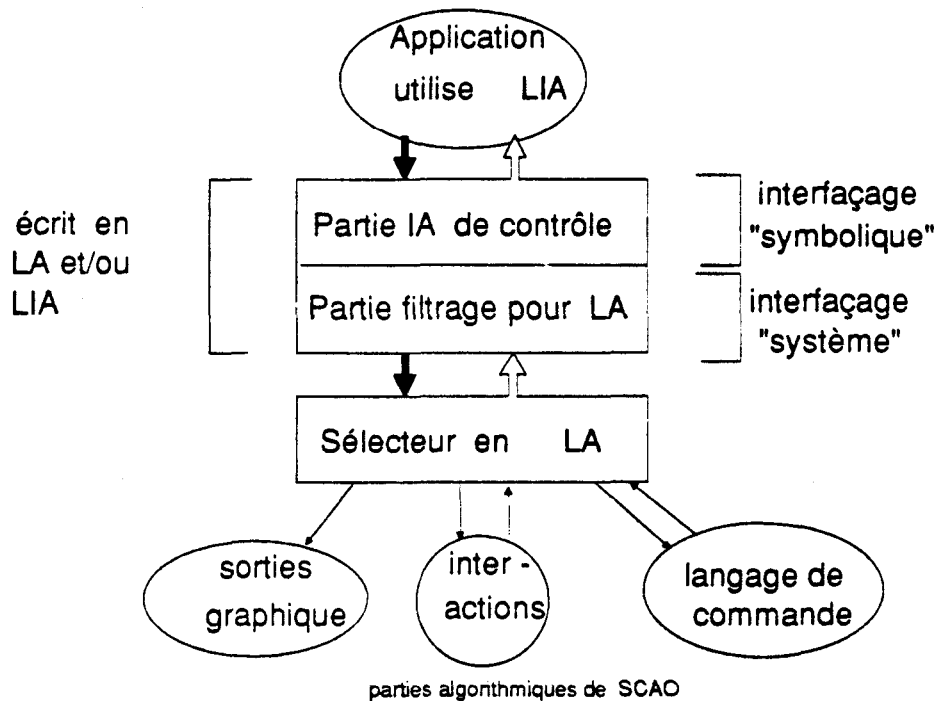 Application
utilise LIA
écrit en
LA et/ou
LIA
Partie IA de contrôle
Partie filtrage pour LA
interfaçage
"symbolique"
interfaçage
"système"
Sélecteur en LA
sorties
graphique
inter -
actions
langage de
commande
parties algorithmiques de SCAO